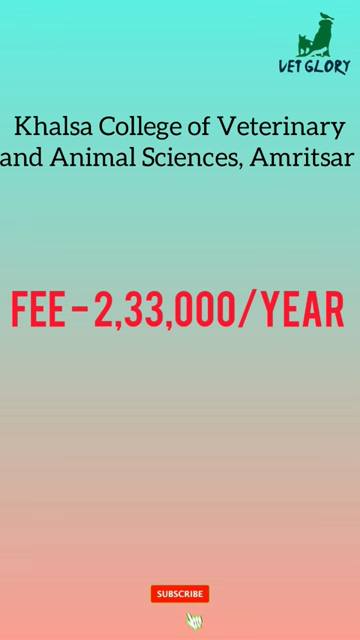 VET GLORY
Khalsa College of Veterinary
and Animal Sciences, Amritsar
FEE - 2,33,000/YEAR
SUBSCRIBE